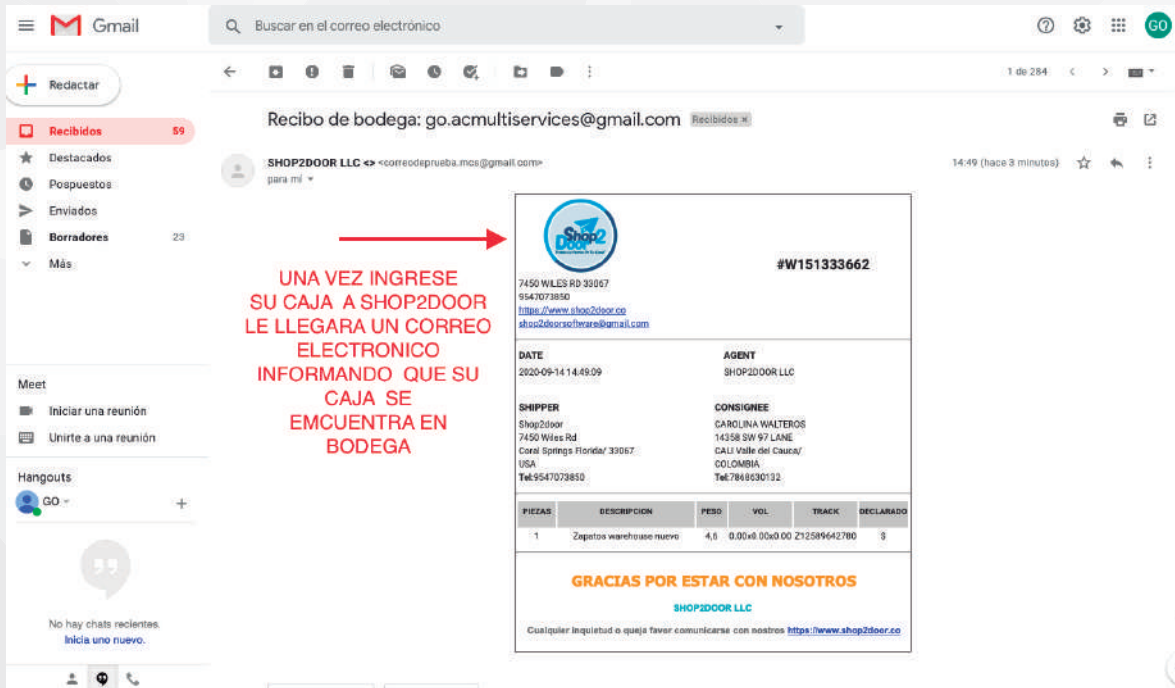 Gmail
Buscar en el correo electrónico
GO
Redactar
1 de 284
Recibidos 59
Destacados
Pospuestos
Enviados
Borradores 23
Más
Recibo de bodega: go.acmultiservices@gmail.com Recibidos x
SHOP2DOOR LLC <> <correodeprueba.mcs@gmail.com>
para mí
14:49 (hace 3 minutos)
UNA VEZ INGRESE
SU CAJA A SHOP2DOOR
LE LLEGARA UN CORREO
ELECTRONICO
INFORMANDO QUE SU
CAJA SE
EMCUENTRA EN
BODEGA
Shop2
Door
#W151333662
7450 WILES RD 33067
9547073850
https://www.shop2door.co
shop2doorsoftware@gmail.com
DATE AGENT
2020-09-14 14:49:09 SHOP2DOOR LLC
SHIPPER CONSIGNEE
Shop2door CAROLINA WALTEROS
7450 Wiles Rd 14358 SW 97 LANE
Coral Springs Florida/ 33067 CALI Valle del Cauca/
USA COLOMBIA
Tel:9547073850 Tel:7868630132
PIEZAS DESCRIPCION PESO VOL TRACK DECLARADO
1 Zapatos warehouse nuevo 4,6 0.00x0.00x0.00 Z12589642780 $
GRACIAS POR ESTAR CON NOSOTROS
SHOP2DOOR LLC
Cualquier inquietud o queja favor comunicarse con nostros https://www.shop2door.co
Meet
Iniciar una reunión
Unirte a una reunión
Hangouts
GO
No hay chats recientes.
Inicia uno nuevo.